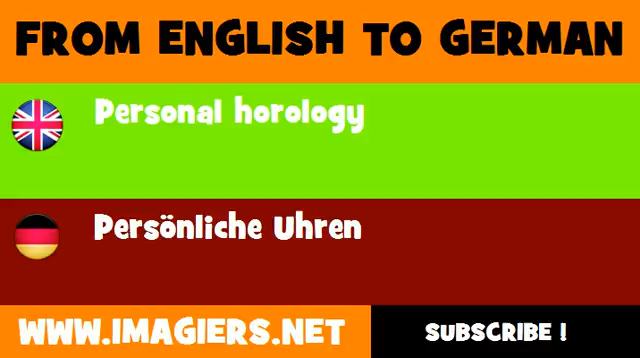 FROM ENGLISH TO GERMAN
Personal horology
Persönliche Uhren
WWW.IMAGIERS.NET
SUBSCRIBE !